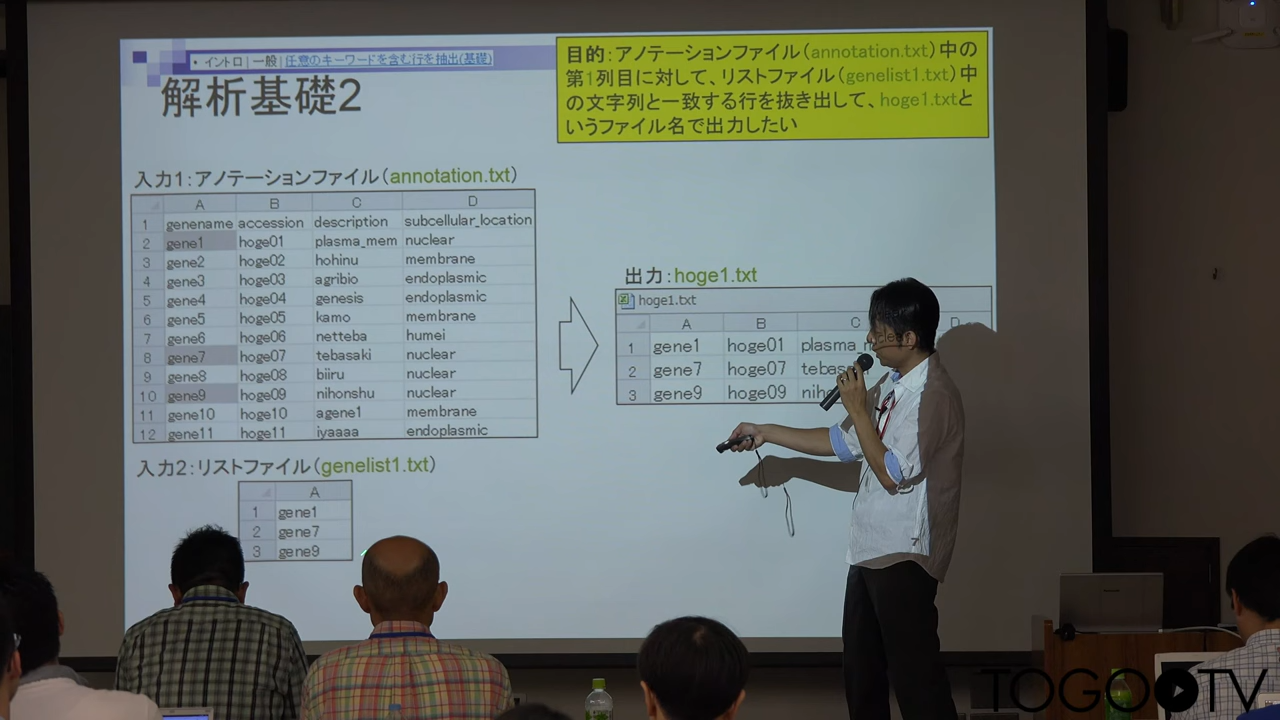 • イントロ | 一般 | 任意のキーワードを含む行を抽出(基礎)
解析基礎2
目的：アノテーションファイル（annotation.txt）中の
第1列目に対して、リストファイル（genelist1.txt）中
の文字列と一致する行を抜き出して、hoge1.txtと
いうファイル名で出力したい
入力1：アノテーションファイル（annotation.txt）
A B C D
1 genename accession description subcellular_location
2 gene1 hoge01 plasma_mem nuclear
3 gene2 hoge02 hohinu membrane
4 gene3 hoge03 agribio endoplasmic
5 gene4 hoge04 genesis endoplasmic
6 gene5 hoge05 kamo membrane
7 gene6 hoge06 netteba humei
8 gene7 hoge07 tebasaki nuclear
9 gene8 hoge08 biiru nuclear
10 gene9 hoge09 nihonshu nuclear
11 gene10 hoge10 agene1 membrane
12 gene11 hoge11 iyaaaa endoplasmic
入力2：リストファイル（genelist1.txt）
A
1 gene1
2 gene7
3 gene9
出力：hoge1.txt
hoge1.txt
A B C D
1 gene1 hoge01 plasma
2 gene7 hoge07
3 gene9 hoge09
TOGO TV